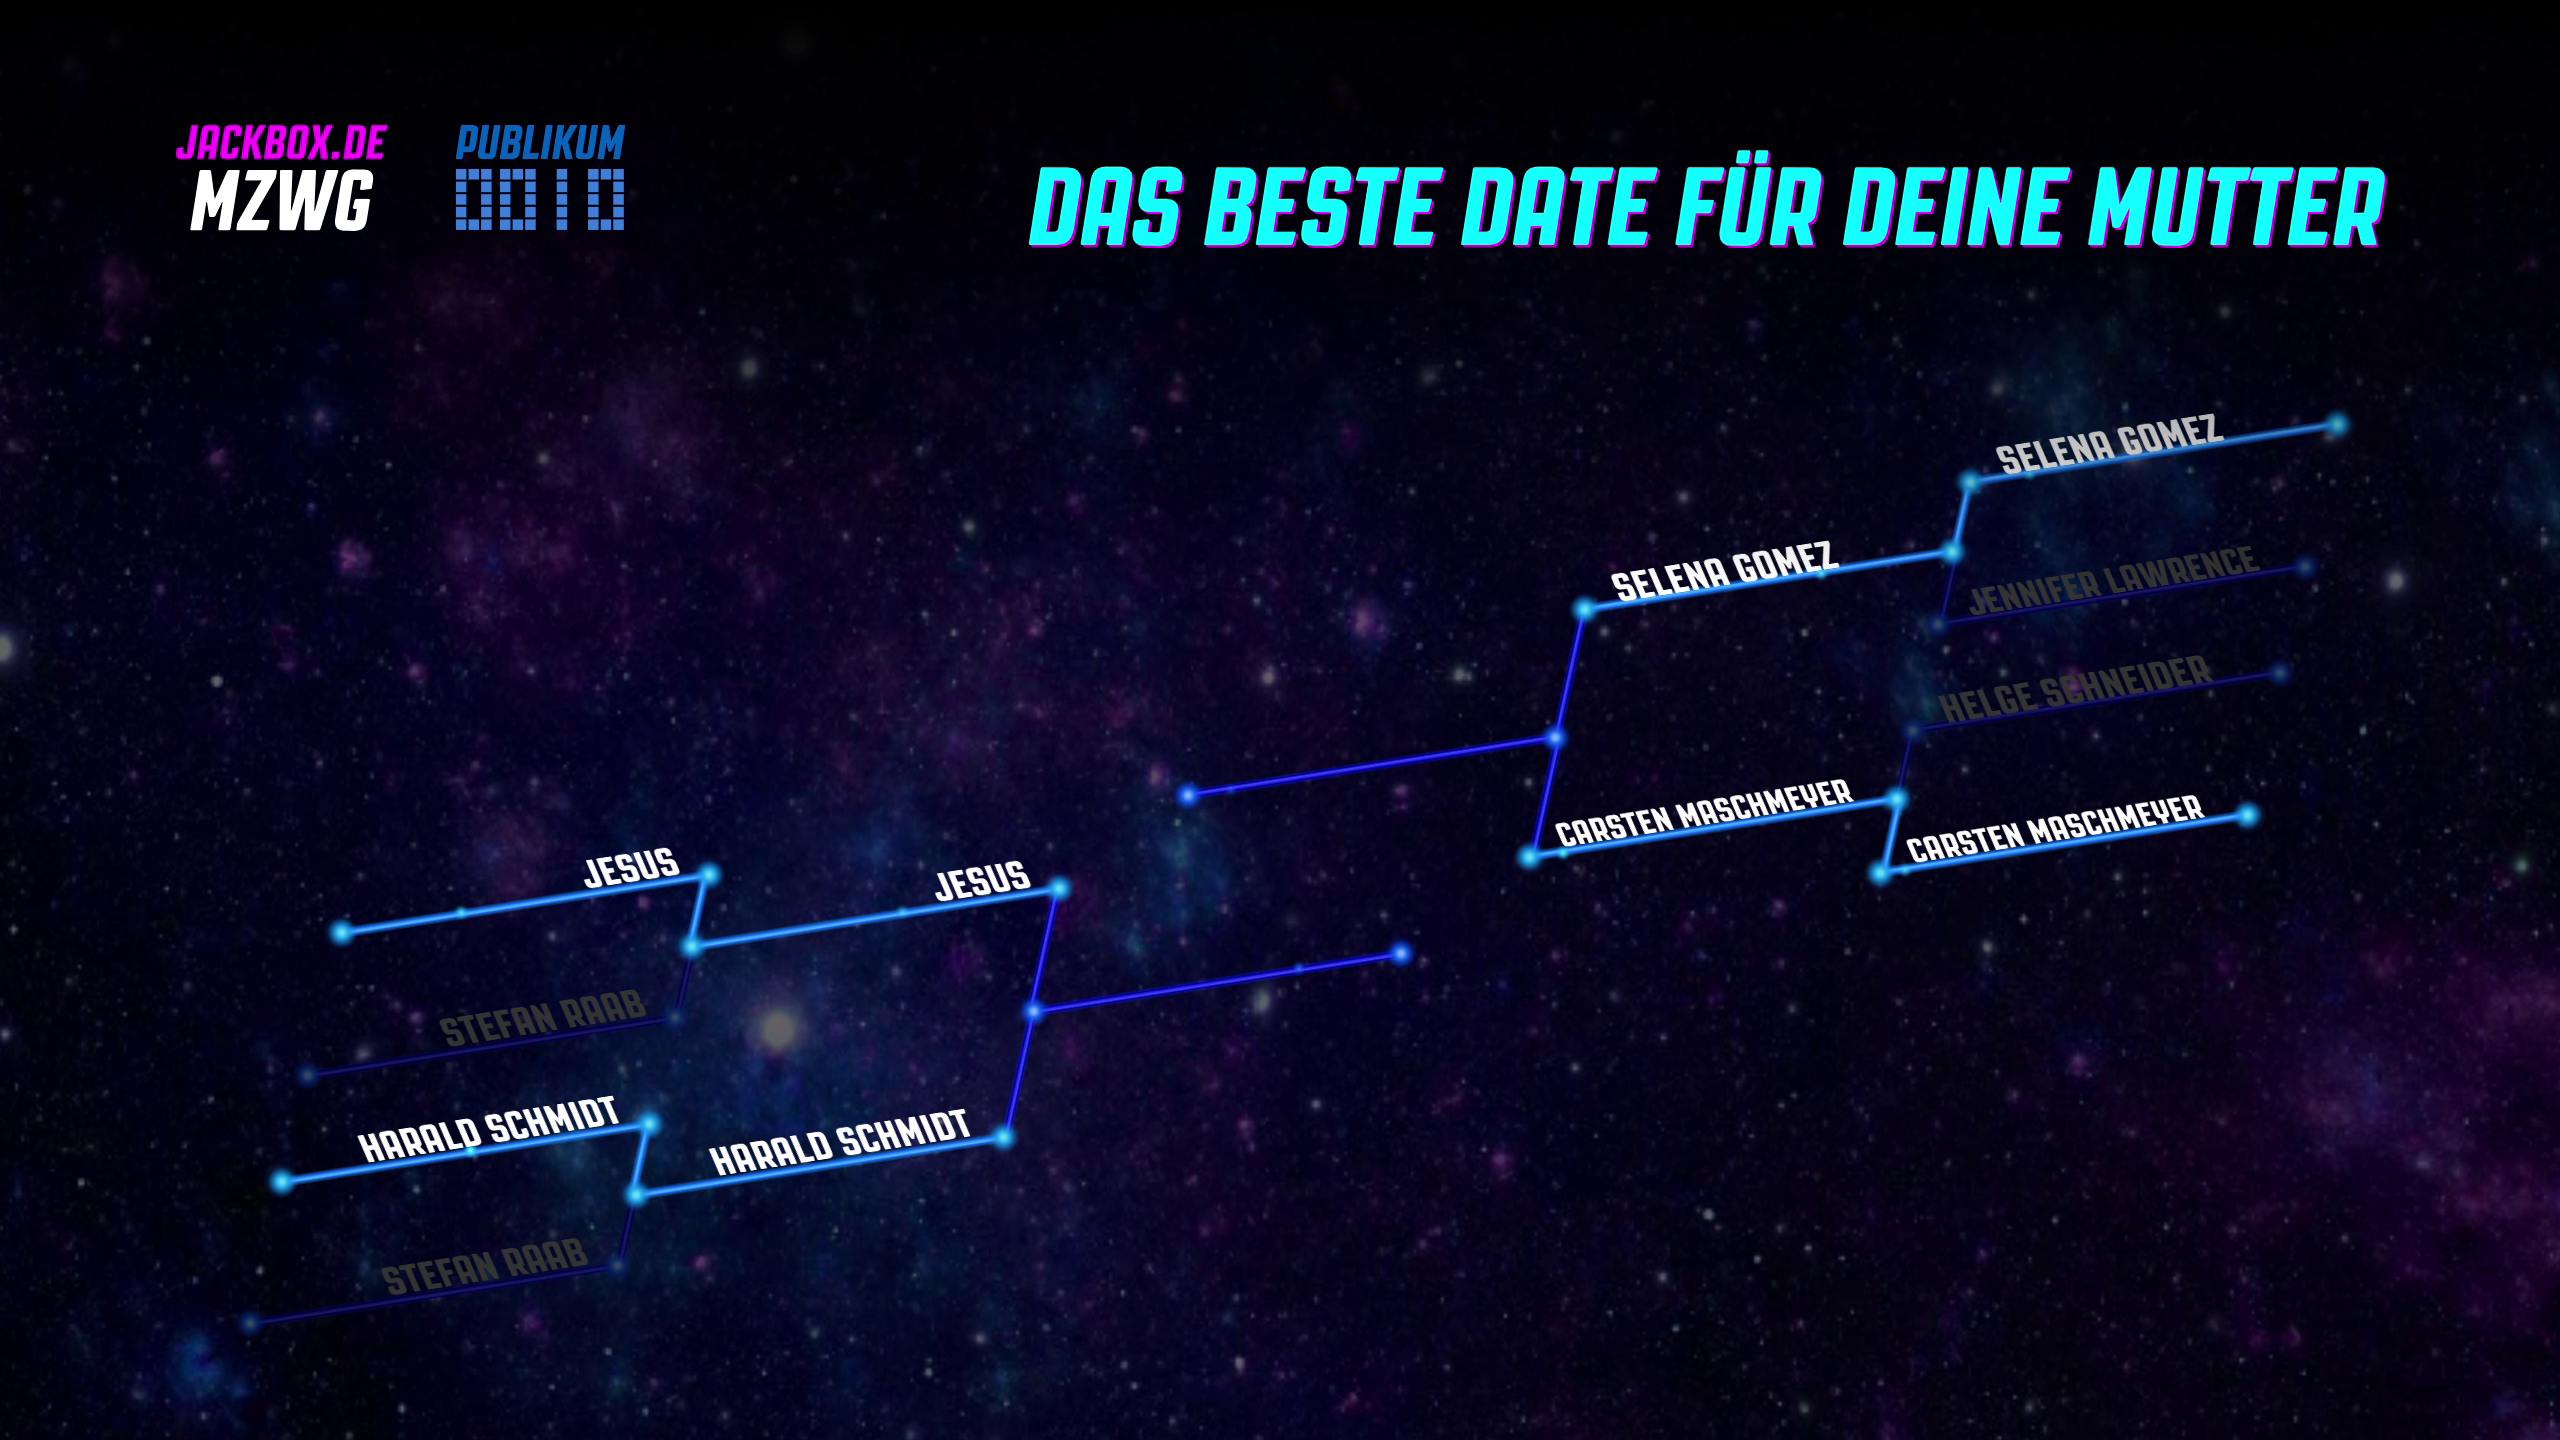 JACKBOX.DE
MZWG
PUBLIKUM
0010
DAS BESTE DATE FÜR DEINE MUTTER
JESUS
STEFAN RAAB
HARALD SCHMIDT
STEFAN RAAB
JESUS
HARALD SCHMIDT
SELENA GOMEZ
CARSTEN MASCHMEYER
SELENA GOMEZ
JENNIFER LAWRENCE
HELGE SCHNEIDER
CARSTEN MASCHMEYER